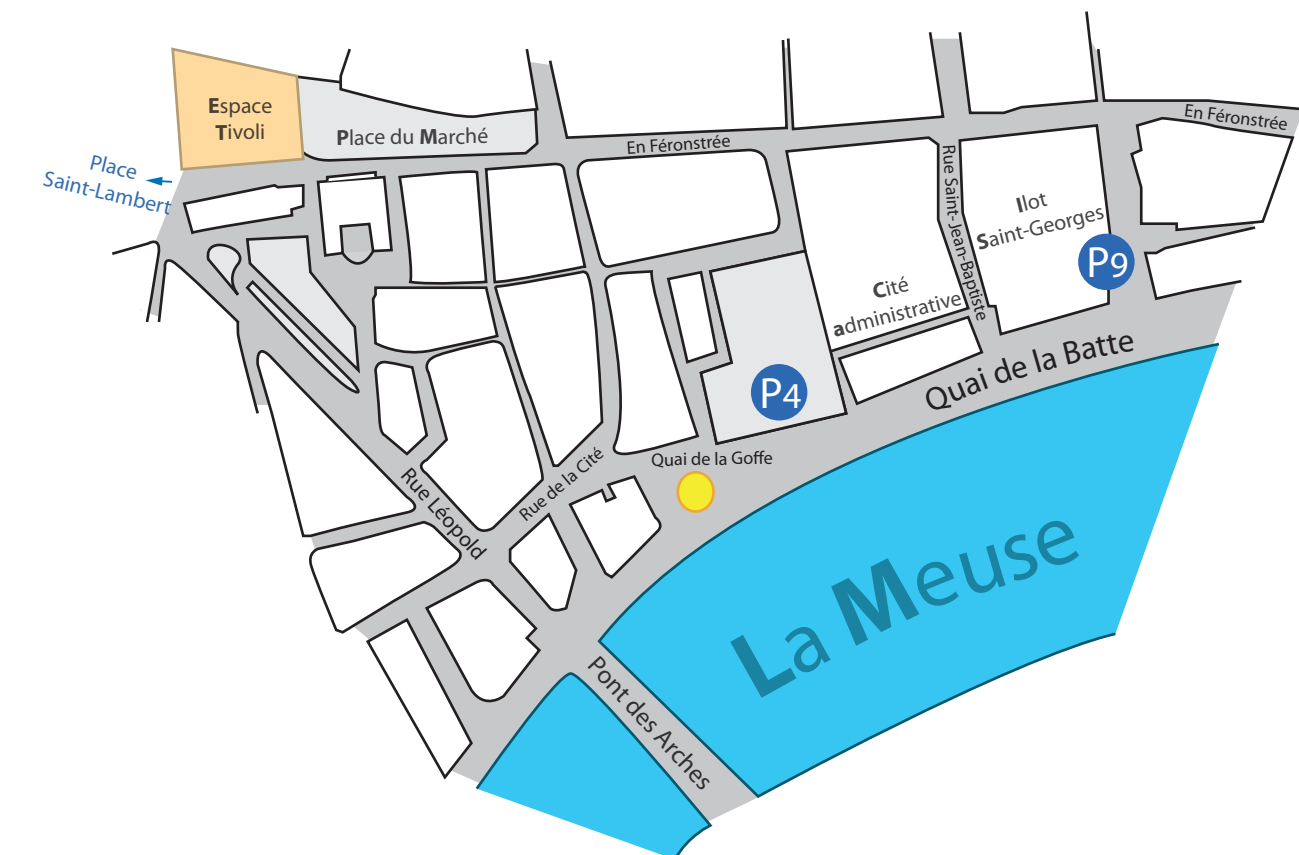 Espace
Tivoli
Place du Marché
En Féronstrée
En Féronstrée
Place
Saint-Lambert
Rue Saint-Jean-Baptiste
Ilot
Saint-Georges
P9
Cité
administrative
Quai de la Batte
P4
Quai de la Goffe
Rue de la Cité
Rue Léopold
La Meuse
Pont des Arches